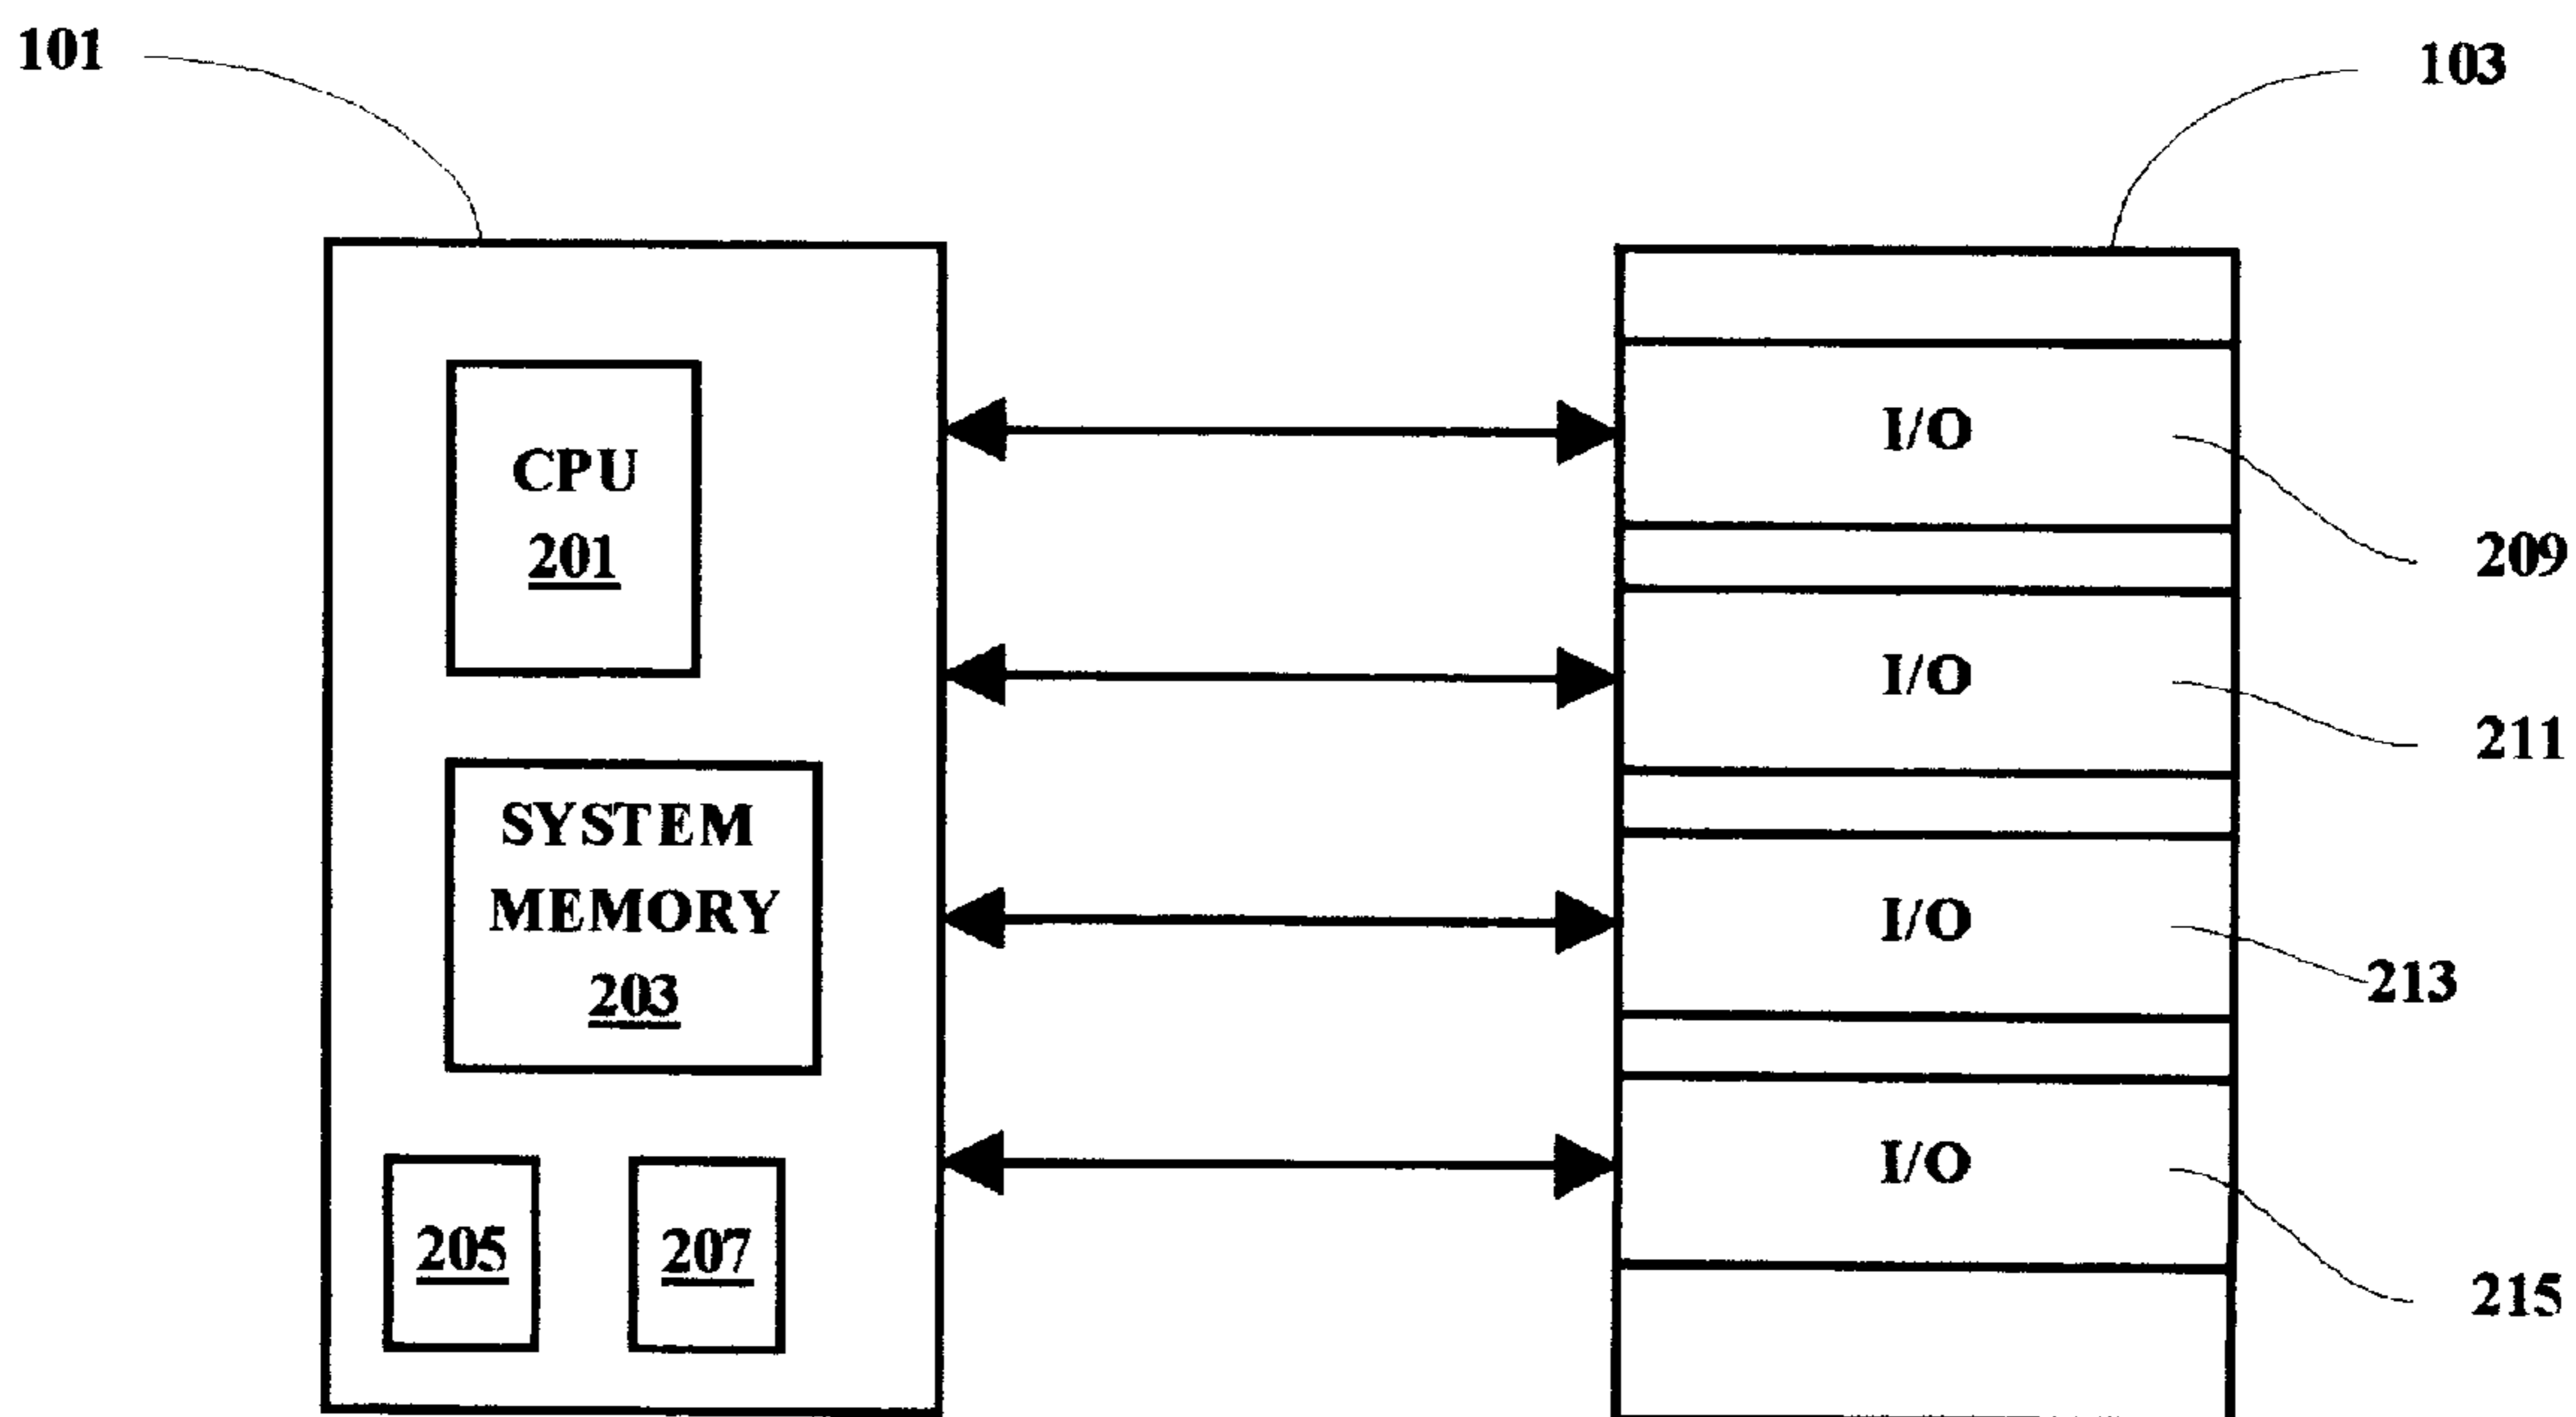 101
103
CPU
201
SYSTEM
MEMORY
203
205
207
I/O
209
I/O
211
I/O
213
I/O
215